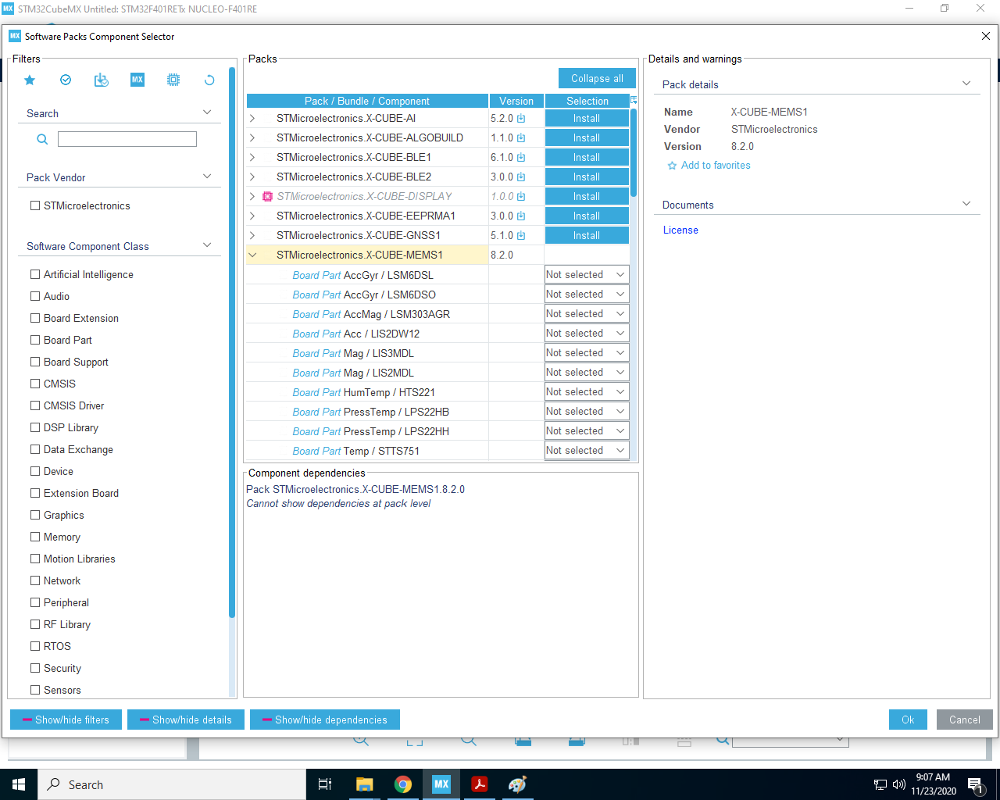 MX STM32CubeMX Untitled: STM32F401RETx NUCLEO-F401RE
MX Software Packs Component Selector
Filters
MX
Search
Pack Vendor
STMicroelectronics
Software Component Class
Artificial Intelligence
Audio
Board Extension
Board Part
Board Support
CMSIS
CMSIS Driver
DSP Library
Data Exchange
Device
Extension Board
Graphics
Memory
Motion Libraries
Network
Peripheral
RF Library
RTOS
Security
Sensors
Packs
Collapse all
Pack / Bundle / Component Version Selection
STMicroelectronics.X-CUBE-AI 5.2.0 Install
STMicroelectronics.X-CUBE-ALGOBUILD 1.1.0 Install
STMicroelectronics.X-CUBE-BLE1 6.1.0 Install
STMicroelectronics.X-CUBE-BLE2 3.0.0 Install
STMicroelectronics.X-CUBE-DISPLAY 1.0.0 Install
STMicroelectronics.X-CUBE-EEPRMA1 3.0.0 Install
STMicroelectronics.X-CUBE-GNSS1 5.1.0 Install
STMicroelectronics.X-CUBE-MEMS1 8.2.0
Board Part AccGyr / LSM6DSL Not selected
Board Part AccGyr / LSM6DSO Not selected
Board Part AccMag / LSM303AGR Not selected
Board Part Acc / LIS2DW12 Not selected
Board Part Mag / LIS3MDL Not selected
Board Part Mag / LIS2MDL Not selected
Board Part HumTemp / HTS221 Not selected
Board Part PressTemp / LPS22HB Not selected
Board Part PressTemp / LPS22HH Not selected
Board Part Temp / STTS751 Not selected
Component dependencies
Pack STMicroelectronics.X-CUBE-MEMS1.8.2.0
Cannot show dependencies at pack level
Details and warnings
Pack details
Name X-CUBE-MEMS1
Vendor STMicroelectronics
Version 8.2.0
Add to favorites
Documents
License
Show/hide filters Show/hide details Show/hide dependencies Ok Cancel
Search MX 9:07 AM
11/23/2020 1